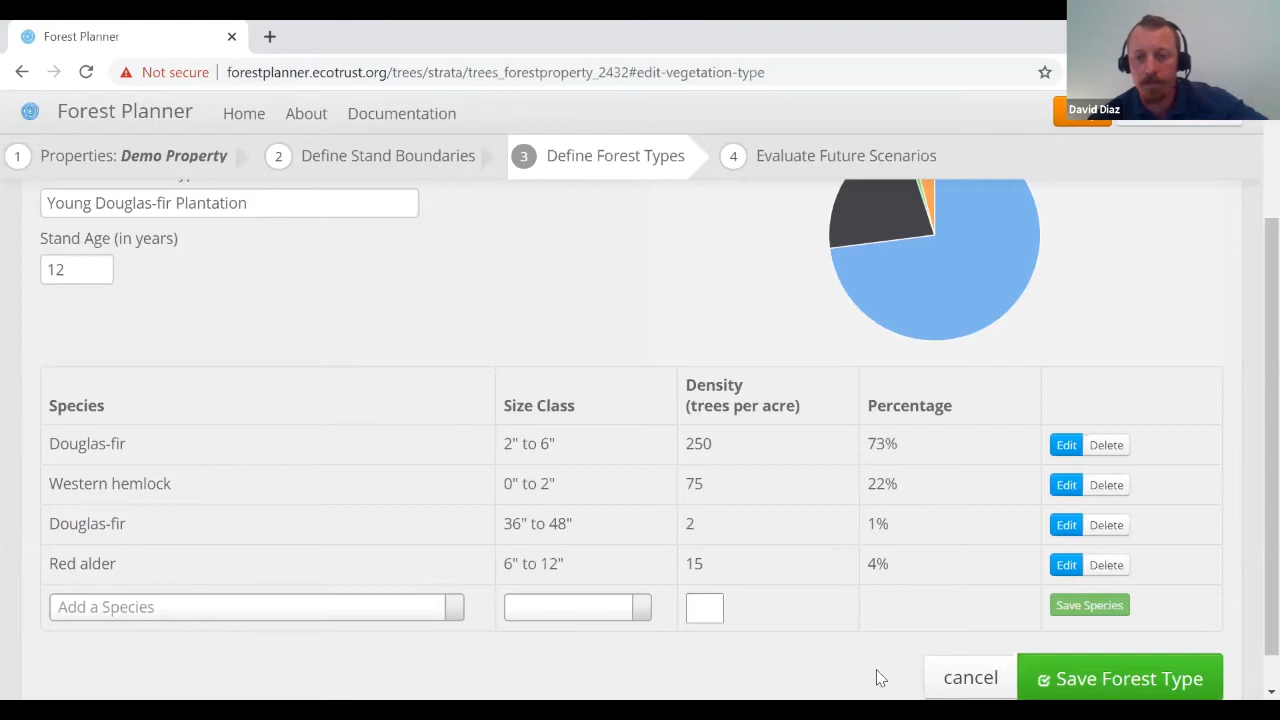 Forest Planner
Not secure
forestplanner.ecotrust.org/trees/strata/trees_forestproperty_2432#edit-vegetation-type
David Diaz
Forest Planner Home About Documentation
1 Properties: Demo Property 2 Define Stand Boundaries 3 Define Forest Types 4 Evaluate Future Scenarios
Young Douglas-fir Plantation
Stand Age (in years)
12
Species Size Class Density (trees per acre) Percentage
Douglas-fir 2" to 6" 250 73% Edit Delete
Western hemlock 0" to 2" 75 22% Edit Delete
Douglas-fir 36" to 48" 2 1% Edit Delete
Red alder 6" to 12" 15 4% Edit Delete
Add a Species Save Species
cancel Save Forest Type